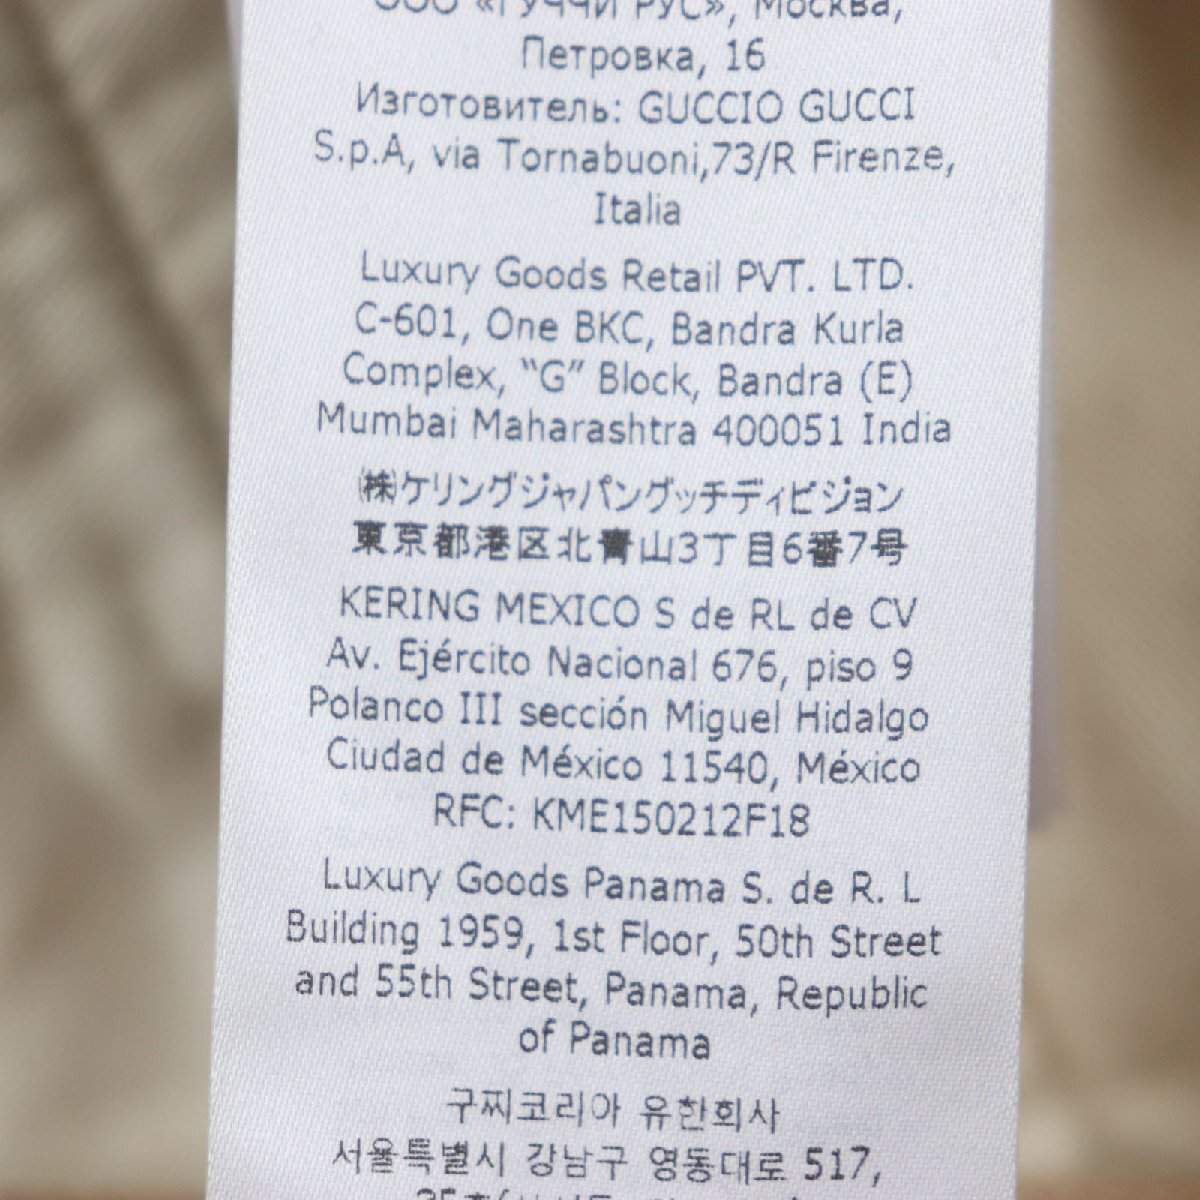 ООО «ГУЧЧИ РУС», Москва,
Петровка, 16
Изготовитель: GUCCIO GUCCI
S.p.A, via Tornabuoni,73/R Firenze,
Italia
Luxury Goods Retail PVT. LTD.
C-601, One BKC, Bandra Kurla
Complex, “G” Block, Bandra (E)
Mumbai Maharashtra 400051 India
㈱ケリングジャパングッチディビジョン
東京都港区北青山3丁目6番7号
KERING MEXICO S de RL de CV
Av. Ejército Nacional 676, piso 9
Polanco III sección Miguel Hidalgo
Ciudad de México 11540, México
RFC: KME150212F18
Luxury Goods Panama S. de R. L
Building 1959, 1st Floor, 50th Street
and 55th Street, Panama, Republic
of Panama
구찌코리아 유한회사
서울특별시 강남구 영동대로 517,